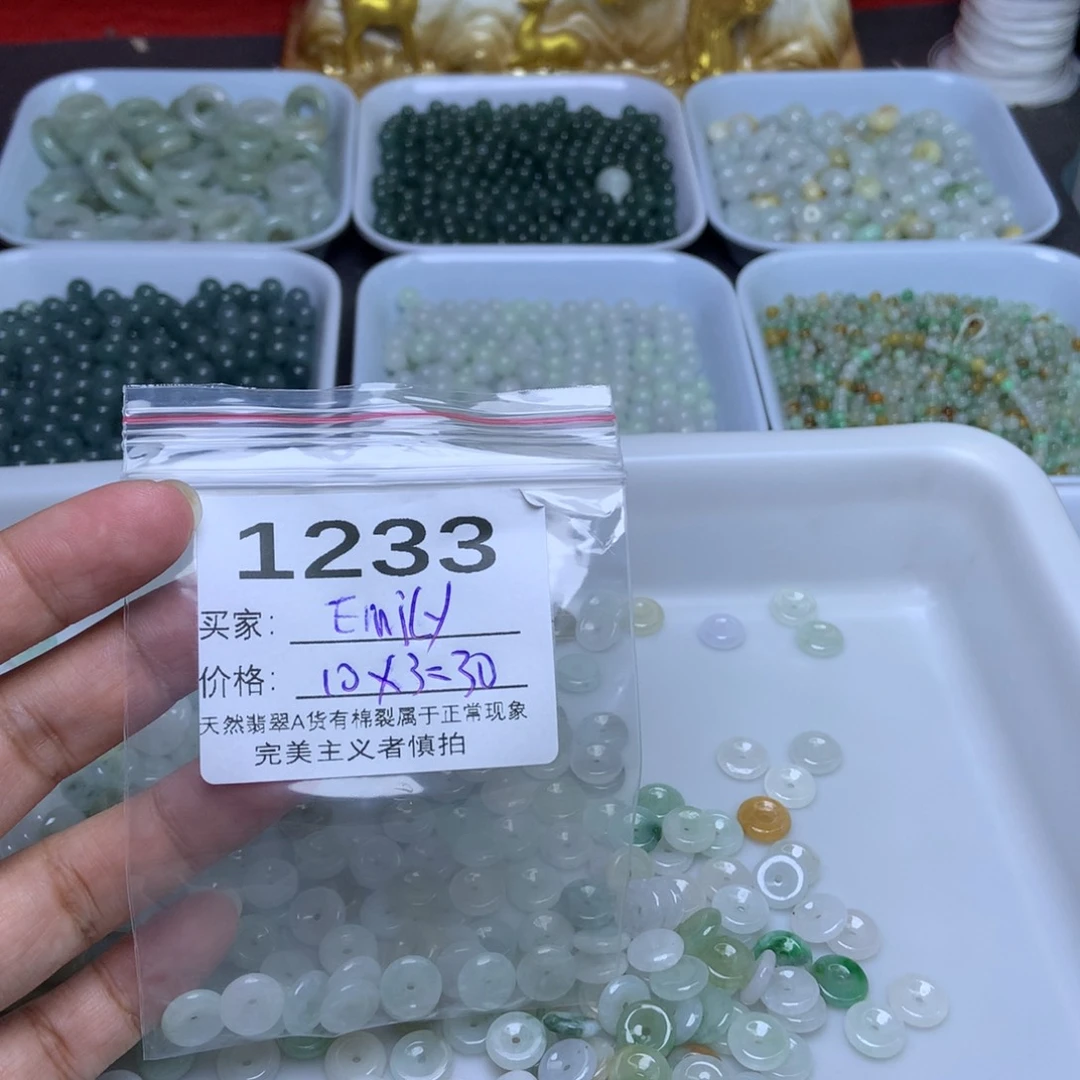 1233
买家: Emily
价格: 10×3=30
天然翡翠A货有棉裂属于正常现象
完美主义者慎拍